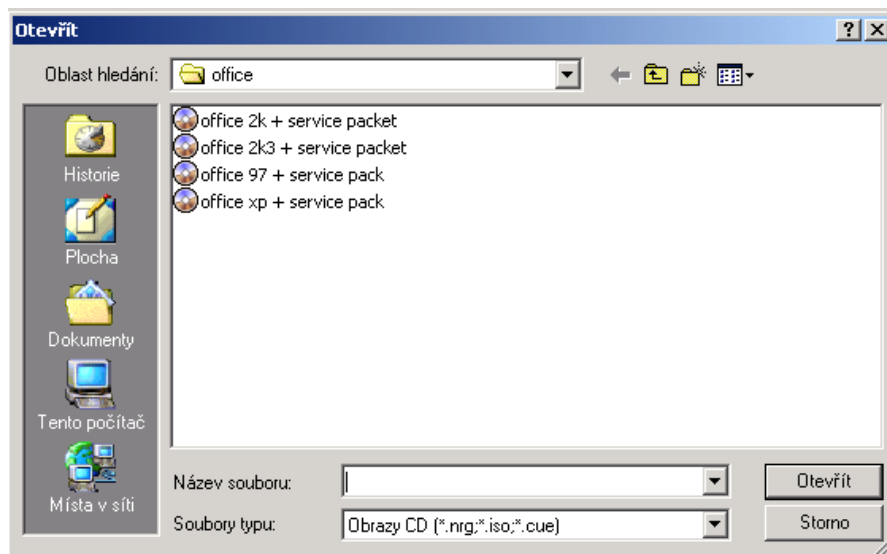 Otevřít
Oblast hledání: office
office 2k + service packet
office 2k3 + service packet
office 97 + service pack
office xp + service pack
Historie
Plocha
Dokumenty
Tento počítač
Místa v síti
Název souboru: Otevřít
Soubory typu: Obrazy CD (*.nrg;*.iso;*.cue) Storno